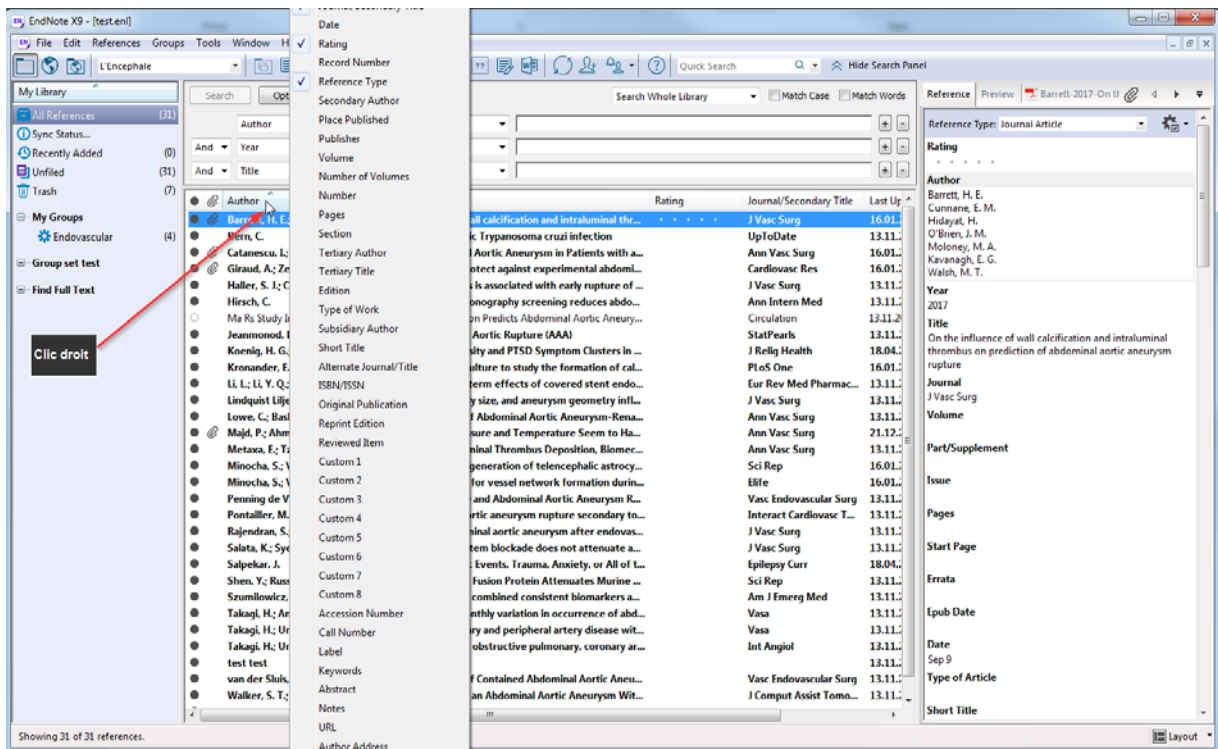 EndNote X9 - [test.enl]
File Edit References Groups Tools Window H
L'Encephale
Quick Search
Hide Search Panel
My Library
All References (31)
Sync Status...
Recently Added (0)
Unfiled (31)
Trash (7)
My Groups
Endovascular (4)
Group set test
Find Full Text
Clic droit
Search Opt
Search Whole Library Match Case Match Words
Author
And Year
And Title
Author Rating Journal/Secondary Title Last Up
all calcification and intraluminal thr... J Vasc Surg 16.01.
Bern, C. ic Trypanosoma cruzi infection UpToDate 13.11.
Catanescu, I.; Aortic Aneurysm in Patients with a... Ann Vasc Surg 16.01.
Giraud, A.; Ze otect against experimental abdomi... Cardiovasc Res 16.01.
Haller, S. J.; C s is associated with early rupture of ... J Vasc Surg 13.11.
Hirsch, C. onography screening reduces abdo... Ann Intern Med 13.11.
Ma Rs Study In on Predicts Abdominal Aortic Aneury... Circulation 13.11.20
Jeanmonod, Aortic Rupture (AAA) StatPearls 13.11.
Koenig, H. G., sity and PTSD Symptom Clusters in ... J Relig Health 18.04.
Kronander, E. ulture to study the formation of cal... PLoS One 16.01.
Li, L.; Li, Y. Q.; term effects of covered stent endo... Eur Rev Med Pharmac... 13.11.
Lindquist Lilje y size, and aneurysm geometry infl... J Vasc Surg 13.11.
Lowe, C.; Bask f Abdominal Aortic Aneurysm-Rena... Ann Vasc Surg 13.11.
Majd, P.; Ahm sure and Temperature Seem to Ha... Ann Vasc Surg 21.12.
Metaxa, E.; Tz minal Thrombus Deposition, Biomec... Ann Vasc Surg 13.11.
Minocha, S.; V generation of telencephalic astrocy... Sci Rep 16.01.
Minocha, S.; V for vessel network formation durin... Elife 16.01.
Penning de V and Abdominal Aortic Aneurysm R... Vasc Endovascular Surg 13.11.
Pontailler, M. rtic aneurysm rupture secondary to... Interact Cardiovasc T... 13.11.
Rajendran, S. minal aortic aneurysm after endovas... J Vasc Surg 13.11.
Salata, K.; Sye tem blockade does not attenuate a... J Vasc Surg 13.11.
Salpekar, J. Events, Trauma, Anxiety, or All of t... Epilepsy Curr 18.04.
Shen, Y.; Russ Fusion Protein Attenuates Murine ... Sci Rep 13.11.
Szumilowicz, combined consistent biomarkers a... Am J Emerg Med 13.11.
Takagi, H.; An nthly variation in occurrence of abd... Vasa 13.11.
Takagi, H.; Un ry and peripheral artery disease wit... Vasa 13.11.
Takagi, H.; Un obstructive pulmonary, coronary ar... Int Angiol 13.11.
test test 13.11.
van der Sluis, f Contained Abdominal Aortic Aneu... Vasc Endovascular Surg 13.11.
Walker, S. T.; an Abdominal Aortic Aneurysm Wit... J Comput Assist Tomo... 13.11.
Date
Rating
Record Number
Reference Type
Secondary Author
Place Published
Publisher
Volume
Number of Volumes
Number
Pages
Section
Tertiary Author
Tertiary Title
Edition
Type of Work
Subsidiary Author
Short Title
Alternate Journal/Title
ISBN/ISSN
Original Publication
Reprint Edition
Reviewed Item
Custom 1
Custom 2
Custom 3
Custom 4
Custom 5
Custom 6
Custom 7
Custom 8
Accession Number
Call Number
Label
Keywords
Abstract
Notes
URL
Author Address
Reference Preview Barrett-2017-On th
Reference Type: Journal Article
Rating
Author
Barrett, H. E.
Cunnane, E. M.
Hidayat, H.
O'Brien, J. M.
Moloney, M. A.
Kavanagh, E. G.
Walsh, M. T.
Year
2017
Title
On the influence of wall calcification and intraluminal
thrombus on prediction of abdominal aortic aneurysm
rupture
Journal
J Vasc Surg
Volume
Part/Supplement
Issue
Pages
Start Page
Errata
Epub Date
Date
Sep 9
Type of Article
Short Title
Showing 31 of 31 references.
Layout